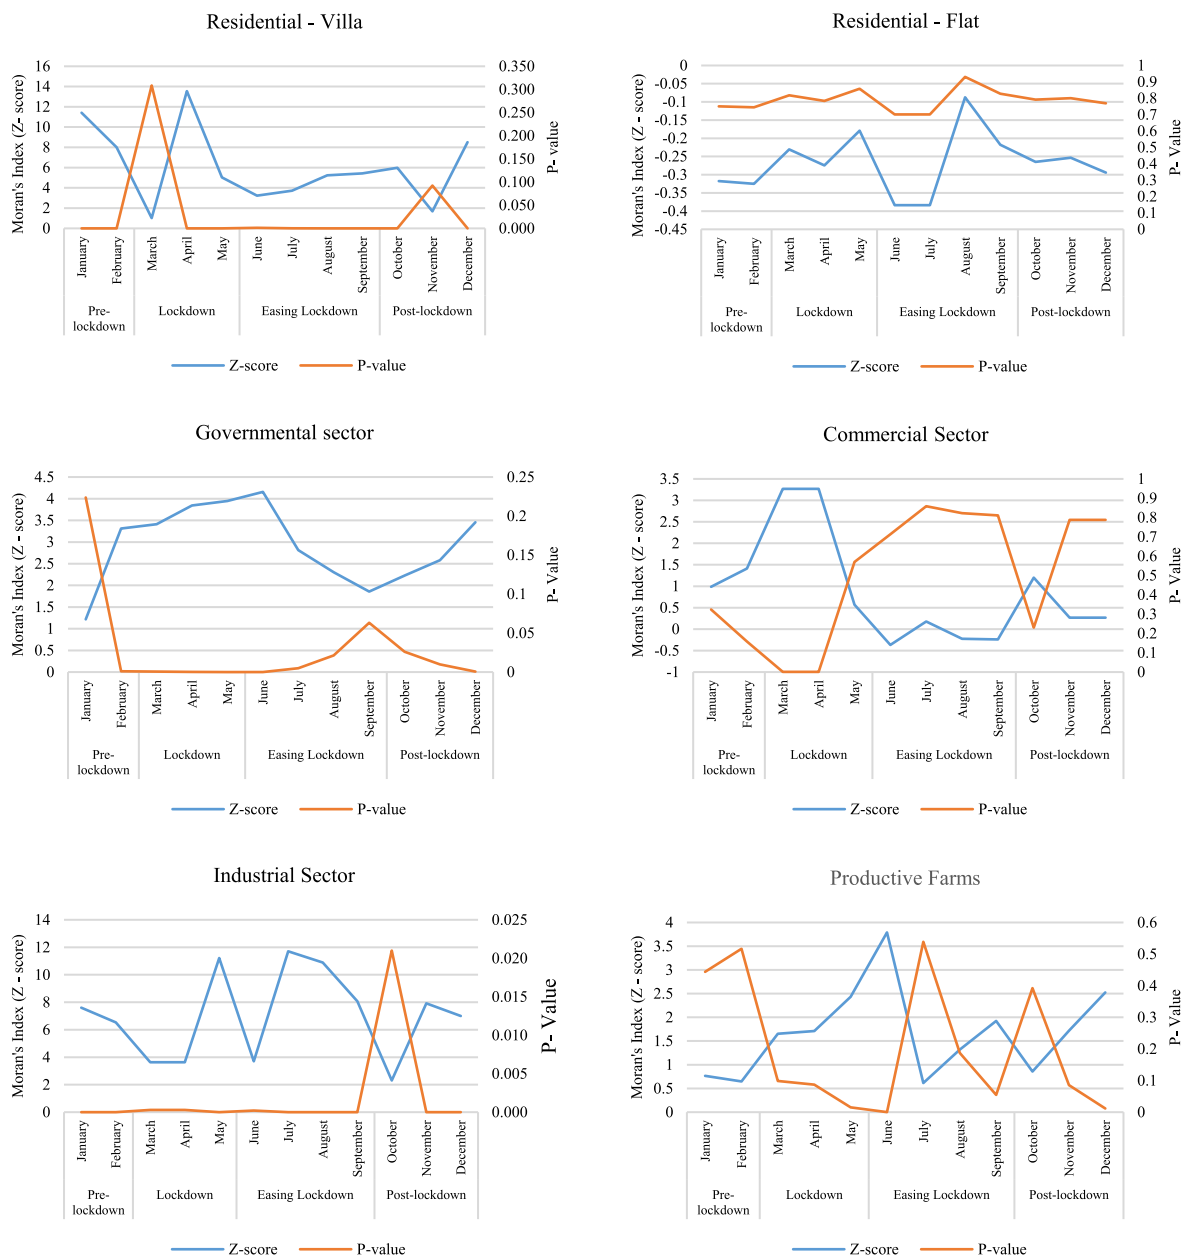 Residential - Villa
Moran's Index (Z- score)
16
14
12
10
8
6
4
2
0
0.350
0.300
0.250
0.200
0.150
0.100
0.050
0.000
P- value
January
February
March
April
May
June
July
August
September
October
November
December
Pre-
lockdown
Lockdown
Easing Lockdown
Post-lockdown
Z-score
P-value
Residential - Flat
Moran's Index (Z - score)
0
-0.05
-0.1
-0.15
-0.2
-0.25
-0.3
-0.35
-0.4
-0.45
1
0.9
0.8
0.7
0.6
0.5
0.4
0.3
0.2
0.1
0
P- Value
January
February
March
April
May
June
July
August
September
October
November
December
Pre-
lockdown
Lockdown
Easing Lockdown
Post-lockdown
Z-score
P-value
Governmental sector
Moran's Index (Z - score)
4.5
4
3.5
3
2.5
2
1.5
1
0.5
0
0.25
0.2
0.15
0.1
0.05
0
P- Value
January
February
March
April
May
June
July
August
September
October
November
December
Pre-
lockdown
Lockdown
Easing Lockdown
Post-lockdown
Z-score
P-value
Commercial Sector
Moran's Index (Z - score)
3.5
3
2.5
2
1.5
1
0.5
0
-0.5
-1
1
0.9
0.8
0.7
0.6
0.5
0.4
0.3
0.2
0.1
0
P- Value
January
February
March
April
May
June
July
August
September
October
November
December
Pre-
lockdown
Lockdown
Easing Lockdown
Post-lockdown
Z-score
P-value
Industrial Sector
Moran's Index (Z - score)
14
12
10
8
6
4
2
0
0.025
0.020
0.015
0.010
0.005
0.000
P- Value
January
February
March
April
May
June
July
August
September
October
November
December
Pre-
lockdown
Lockdown
Easing Lockdown
Post-lockdown
Z-score
P-value
Productive Farms
Moran's Index (Z - score)
4
3.5
3
2.5
2
1.5
1
0.5
0
0.6
0.5
0.4
0.3
0.2
0.1
0
P- Value
January
February
March
April
May
June
July
August
September
October
November
December
Pre-
lockdown
Lockdown
Easing Lockdown
Post-lockdown
Z-score
P-value